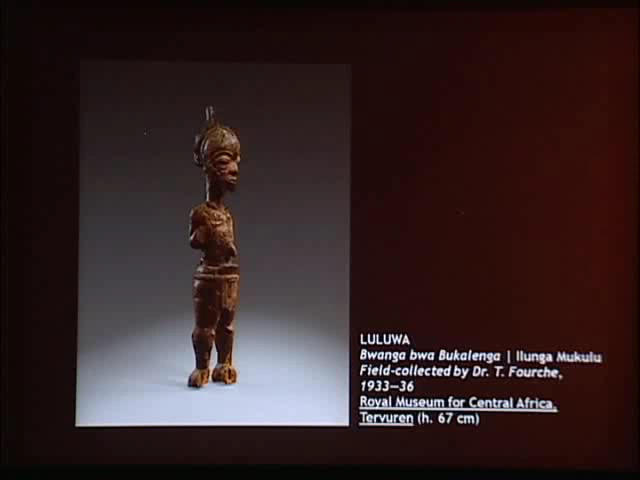 LULUWA
Bwanga bwa Bukalenga | Ilunga Mukulu
Field-collected by Dr. T. Fourche,
1933—36
Royal Museum for Central Africa,
Tervuren (h. 67 cm)